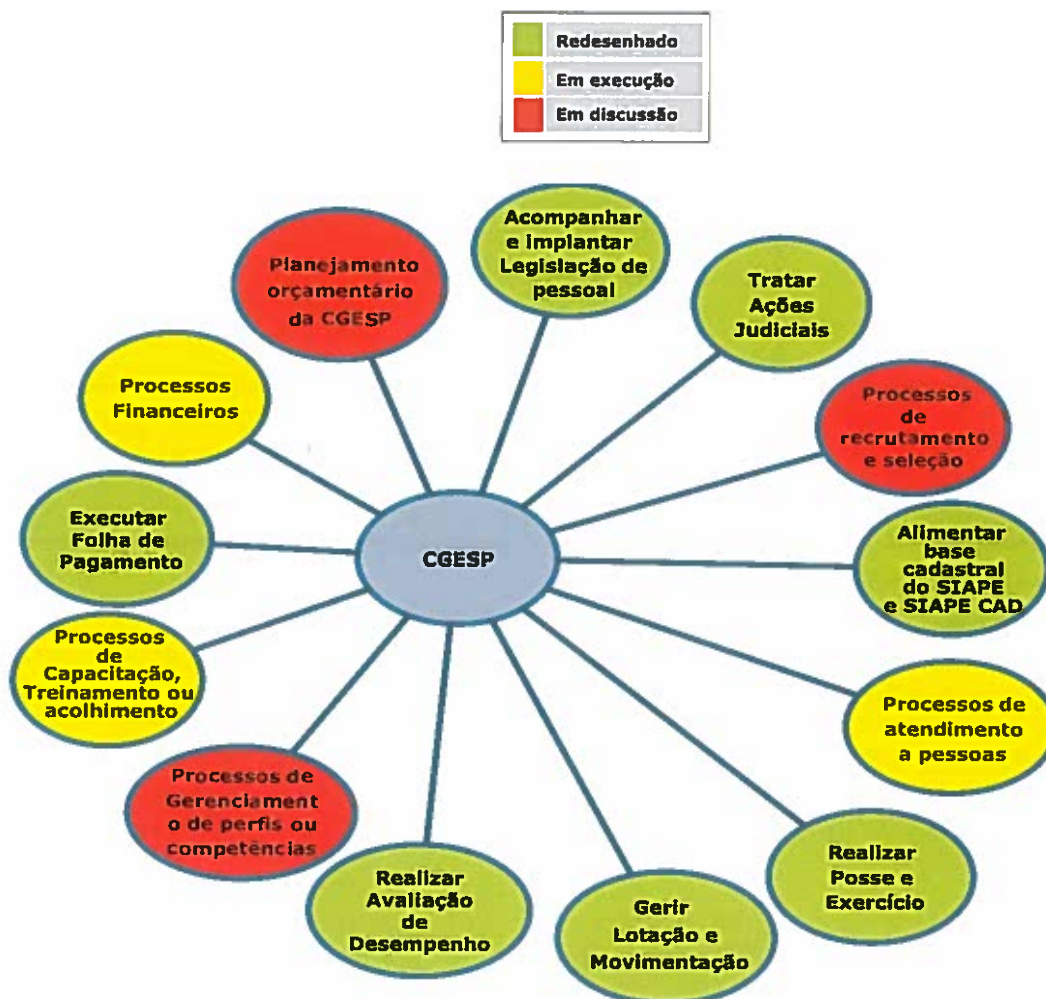 Redesenhado
Em execução
Em discussão
Acompanhar
e implantar
Legislação de
pessoal
Planejamento
orçamentário
da CGESP
Tratar
Ações
Judiciais
Processos
Financeiros
Processos
de
recrutamento
e seleção
Executar
Folha de
Pagamento
CGESP
Alimentar
base
cadastral
do SIAPE
e SIAPE CAD
Processos
de
Capacitação,
Treinamento ou
acolhimento
Processos de
atendimento
a pessoas
Processos de
Gerenciament
o de perfis ou
competências
Realizar
Posse e
Exercício
Realizar
Avaliação
de
Desempenho
Gerir
Lotação e
Movimentação